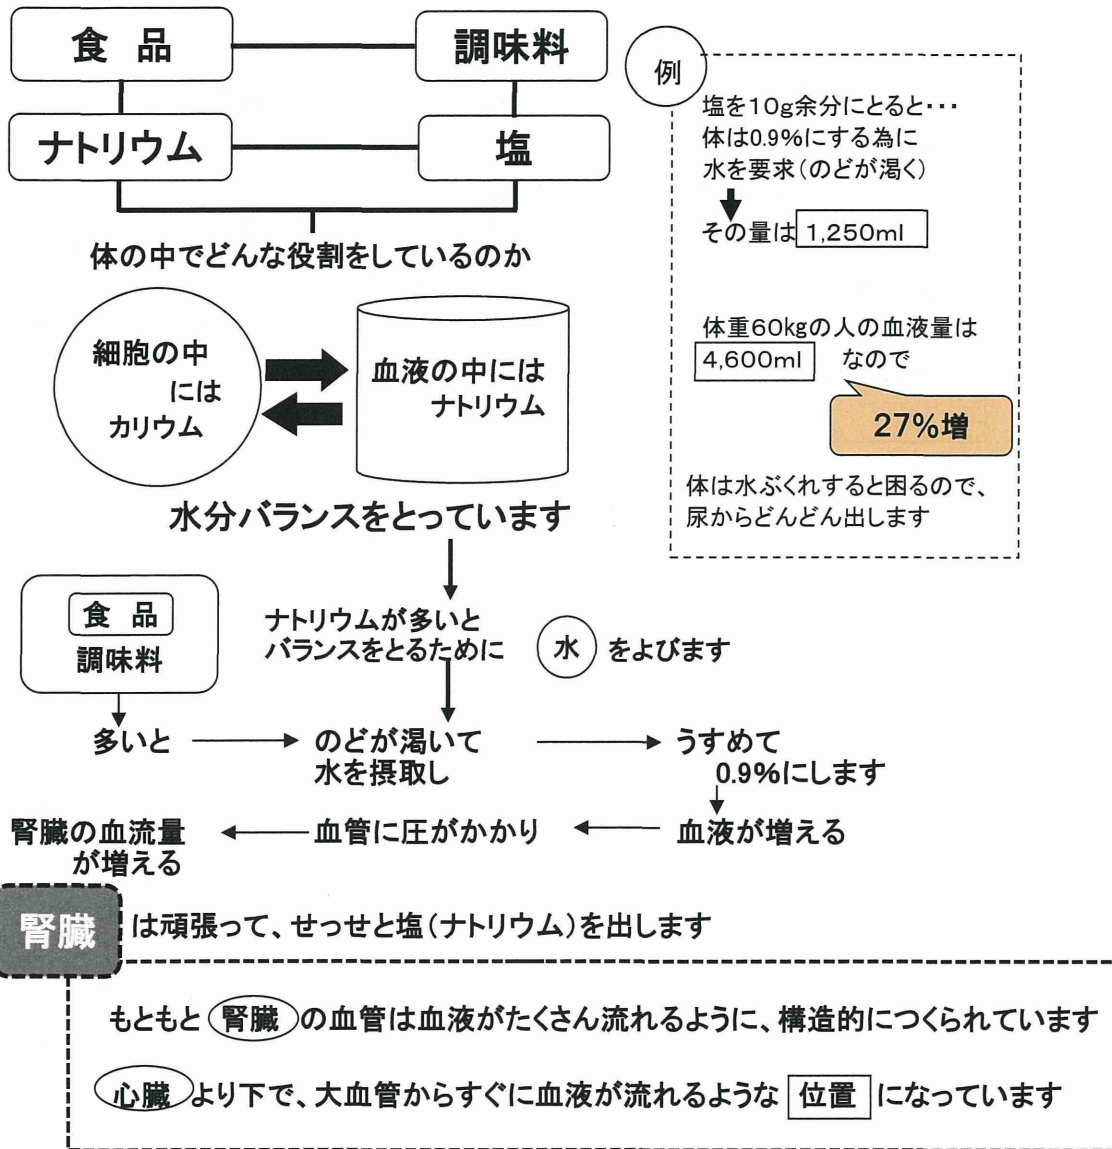 食 品
調味料
ナトリウム
塩
体の中でどんな役割をしているのか
細胞の中
には
カリウム
血液の中には
ナトリウム
水分バランスをとっています
例
塩を10g余分にとると・・・
体は0.9%にする為に
水を要求(のどが渇く)
その量は 1,250ml
体重60kgの人の血液量は
4,600ml なので
27%増
体は水ぶくれすると困るので、
尿からどんどん出します
食 品
調味料
ナトリウムが多いと
バランスをとるために 水 をよびます
多いと
のどが渇いて
水を摂取し
うすめて
0.9%にします
血液が増える
血管に圧がかかり
腎臓の血流量
が増える
腎臓 は頑張って、せっせと塩(ナトリウム)を出します
もともと 腎臓 の血管は血液がたくさん流れるように、構造的につくられています
心臓 より下で、大血管からすぐに血液が流れるような 位置 になっています